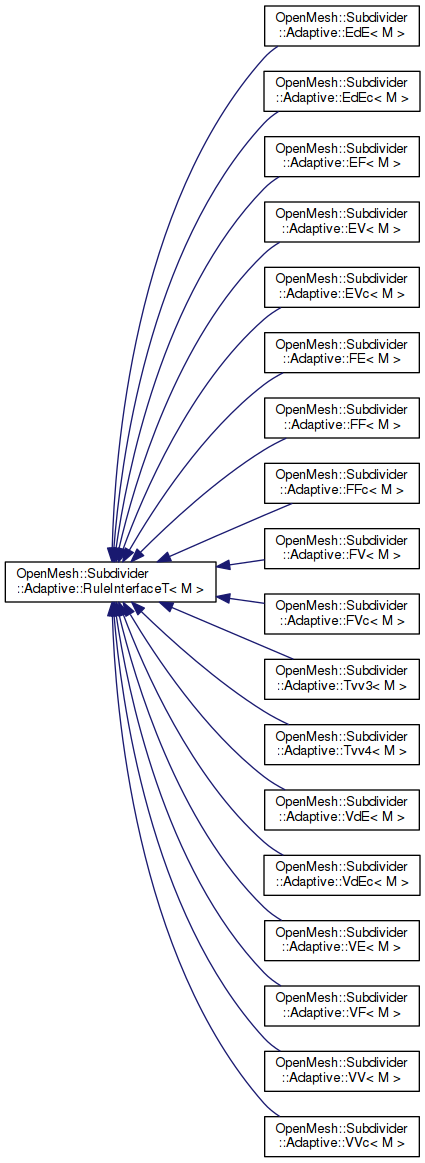 OpenMesh::Subdivider
::Adaptive::EdE< M >
OpenMesh::Subdivider
::Adaptive::EdEc< M >
OpenMesh::Subdivider
::Adaptive::EF< M >
OpenMesh::Subdivider
::Adaptive::EV< M >
OpenMesh::Subdivider
::Adaptive::EVc< M >
OpenMesh::Subdivider
::Adaptive::FE< M >
OpenMesh::Subdivider
::Adaptive::FF< M >
OpenMesh::Subdivider
::Adaptive::FFc< M >
OpenMesh::Subdivider
::Adaptive::FV< M >
OpenMesh::Subdivider
::Adaptive::RuleInterfaceT< M >
OpenMesh::Subdivider
::Adaptive::FVc< M >
OpenMesh::Subdivider
::Adaptive::Tvv3< M >
OpenMesh::Subdivider
::Adaptive::Tvv4< M >
OpenMesh::Subdivider
::Adaptive::VdE< M >
OpenMesh::Subdivider
::Adaptive::VdEc< M >
OpenMesh::Subdivider
::Adaptive::VE< M >
OpenMesh::Subdivider
::Adaptive::VF< M >
OpenMesh::Subdivider
::Adaptive::VV< M >
OpenMesh::Subdivider
::Adaptive::VVc< M >